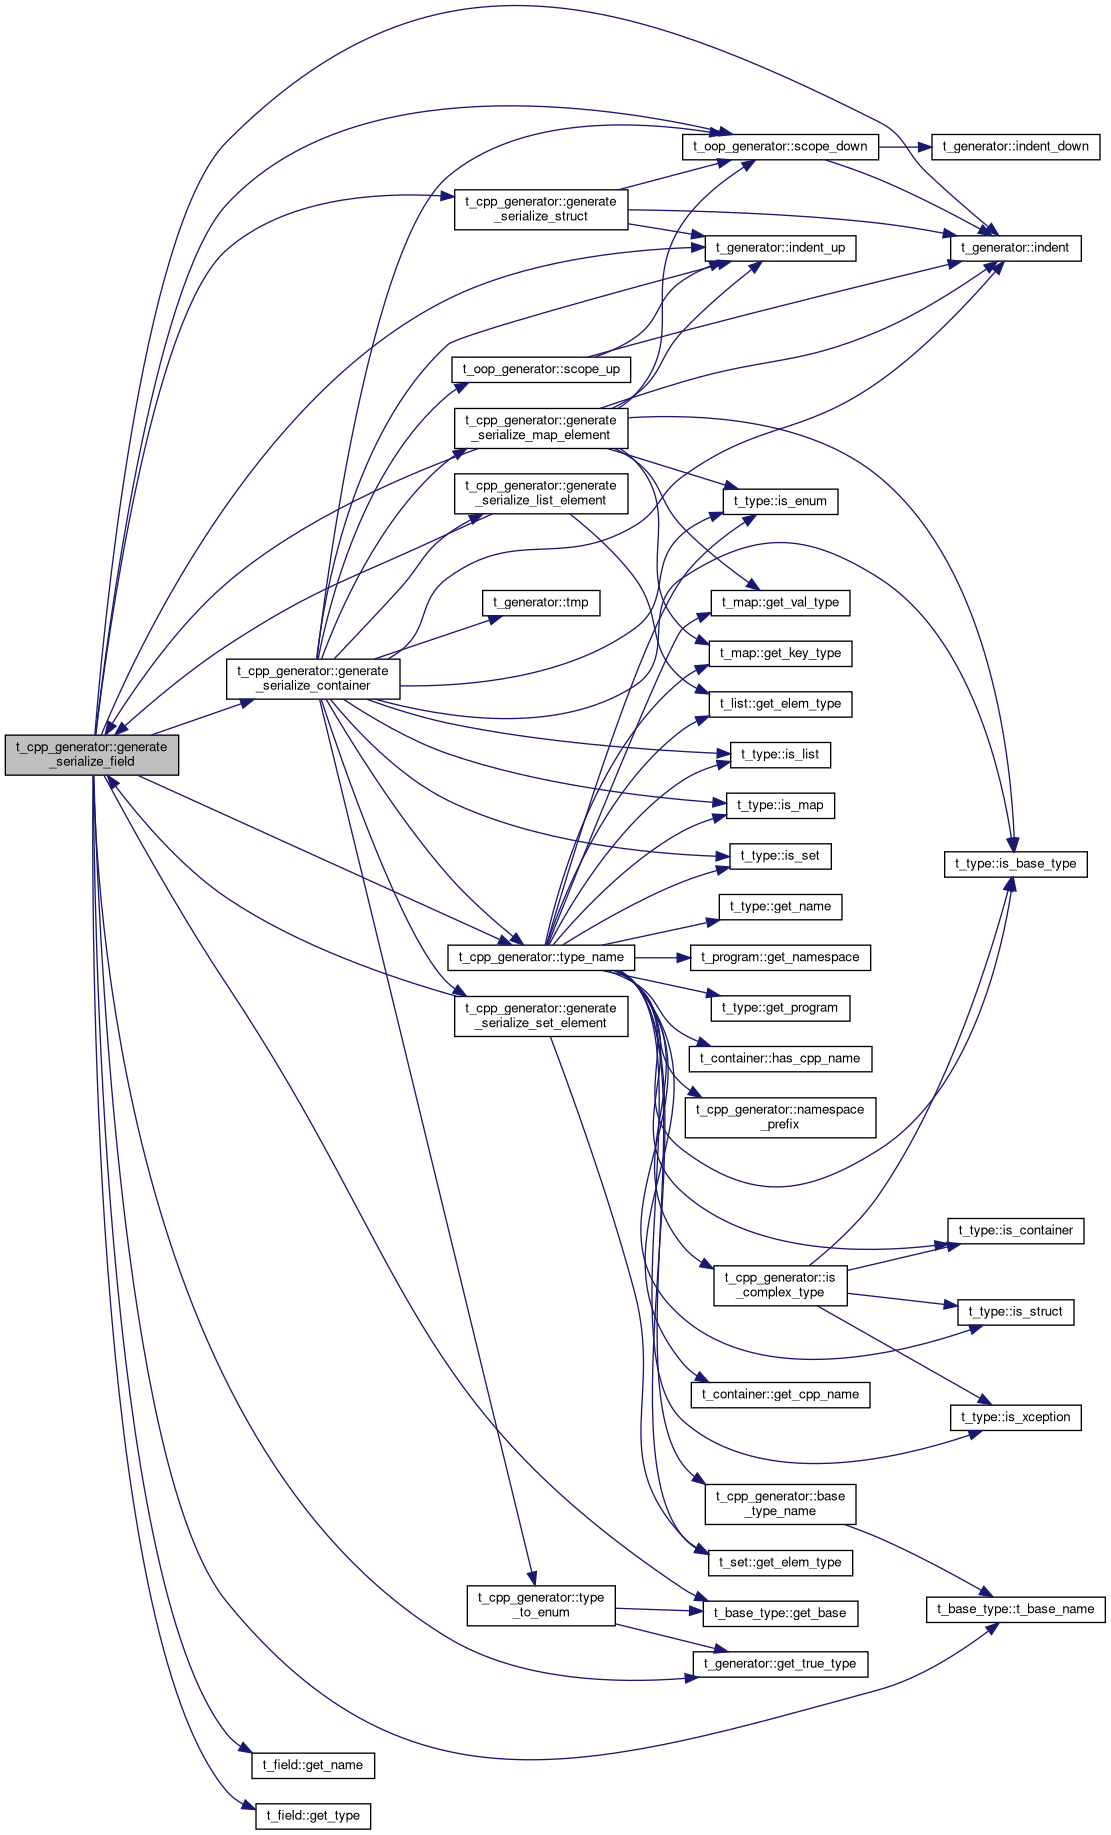 t_oop_generator::scope_down
t_generator::indent_down
t_cpp_generator::generate
_serialize_struct
t_generator::indent_up
t_generator::indent
t_oop_generator::scope_up
t_cpp_generator::generate
_serialize_map_element
t_cpp_generator::generate
_serialize_list_element
t_type::is_enum
t_generator::tmp
t_map::get_val_type
t_map::get_key_type
t_cpp_generator::generate
_serialize_container
t_list::get_elem_type
t_cpp_generator::generate
_serialize_field
t_type::is_list
t_type::is_map
t_type::is_set
t_type::is_base_type
t_type::get_name
t_cpp_generator::type_name
t_program::get_namespace
t_cpp_generator::generate
_serialize_set_element
t_type::get_program
t_container::has_cpp_name
t_cpp_generator::namespace
_prefix
t_type::is_container
t_cpp_generator::is
_complex_type
t_type::is_struct
t_container::get_cpp_name
t_type::is_xception
t_cpp_generator::base
_type_name
t_set::get_elem_type
t_cpp_generator::type
_to_enum
t_base_type::get_base
t_base_type::t_base_name
t_generator::get_true_type
t_field::get_name
t_field::get_type